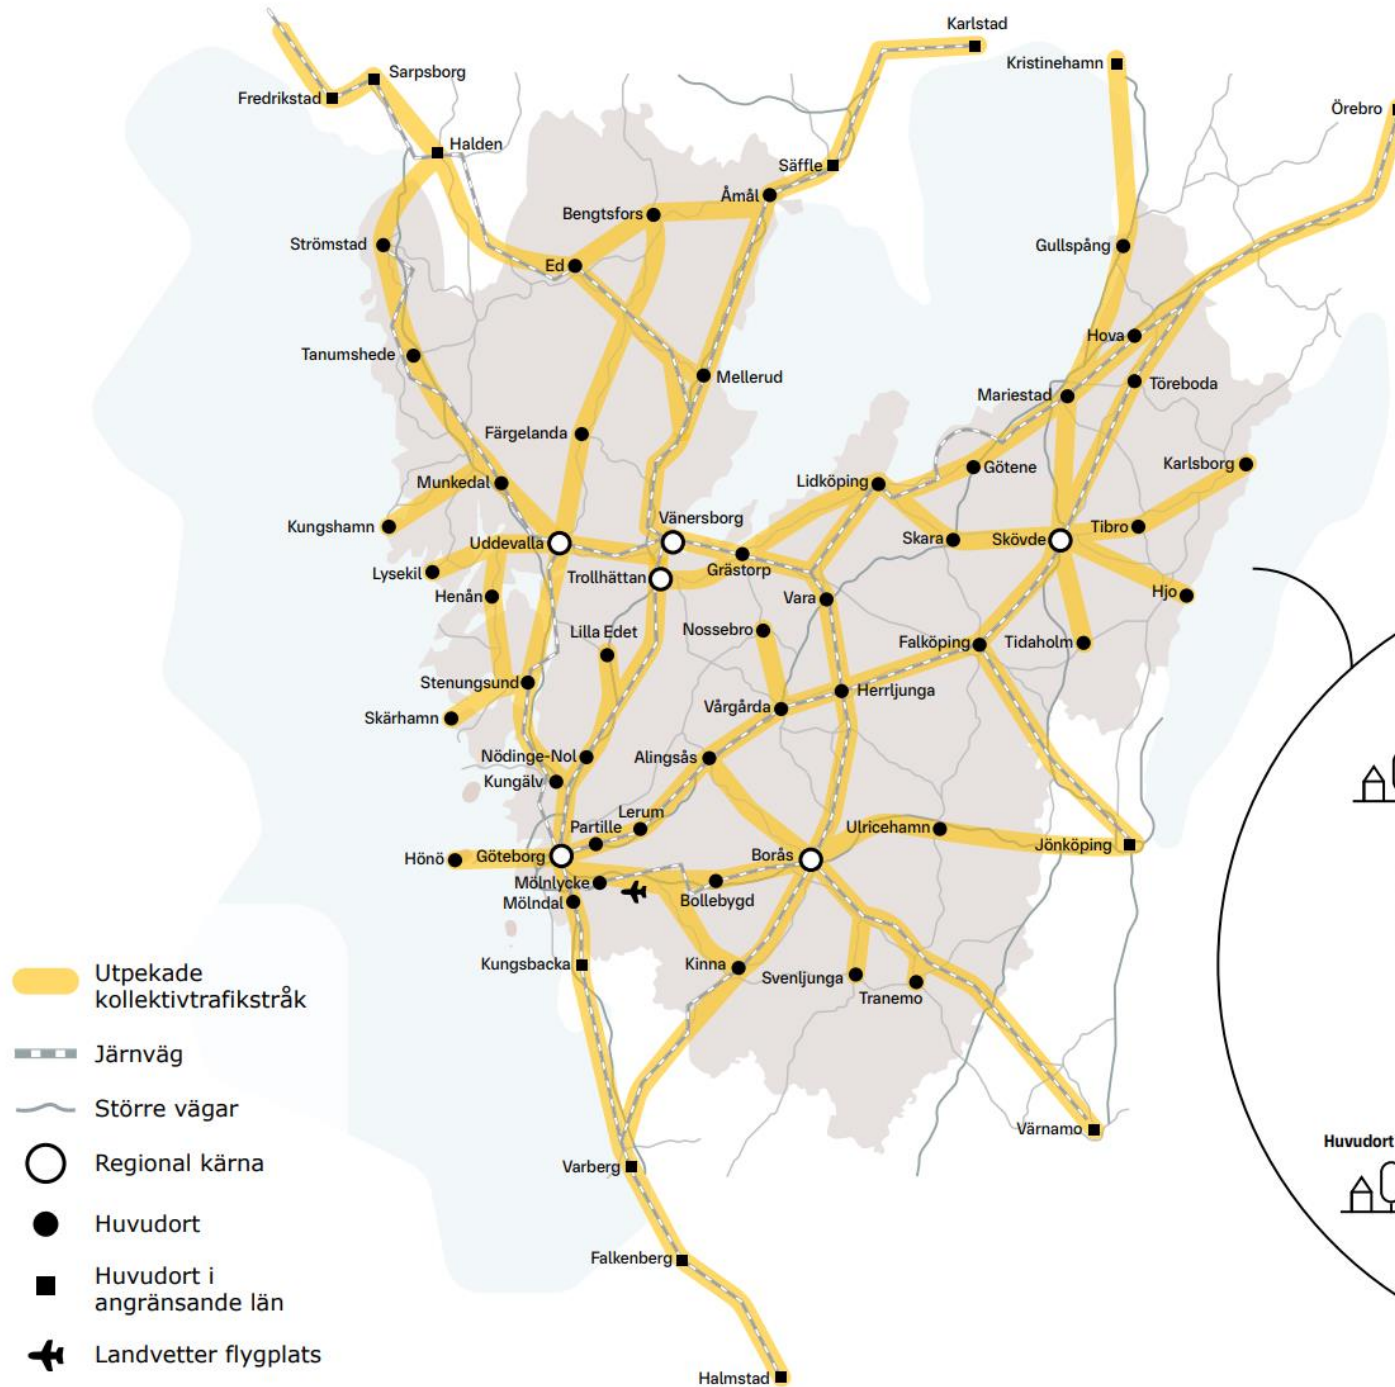 Karlstad
Kristinehamn
Sarpsborg
Fredrikstad
Örebro
Halden
Säffle
Åmål
Bengtsfors
Strömstad
Gullspång
Ed
Hova
Tanumshede
Mellerud
Töreboda
Mariestad
Färgelanda
Karlsborg
Götene
Munkedal
Lidköping
Vänersborg
Kungshamn
Tibro
Uddevalla
Skara
Skövde
Lysekil
Trollhättan
Grästorp
Hjo
Henån
Vara
Lilla Edet
Nossebro
Falköping
Tidaholm
Stenungsund
Herrljunga
Skärhamn
Vårgårda
Nödinge-Nol
Alingsås
Kungälv
Lerum
Partille
Ulricehamn
Jönköping
Hönö
Göteborg
Borås
Mölnlycke
Mölndal
Bollebygd
Kungsbacka
Kinna
Svenljunga
Tranemo
Värnamo
Varberg
Falkenberg
Halmstad
Utpekade
kollektivtrafikstråk
Järnväg
Större vägar
Regional kärna
Huvudort
Huvudort i
angränsande län
Landvetter flygplats
Huvudort